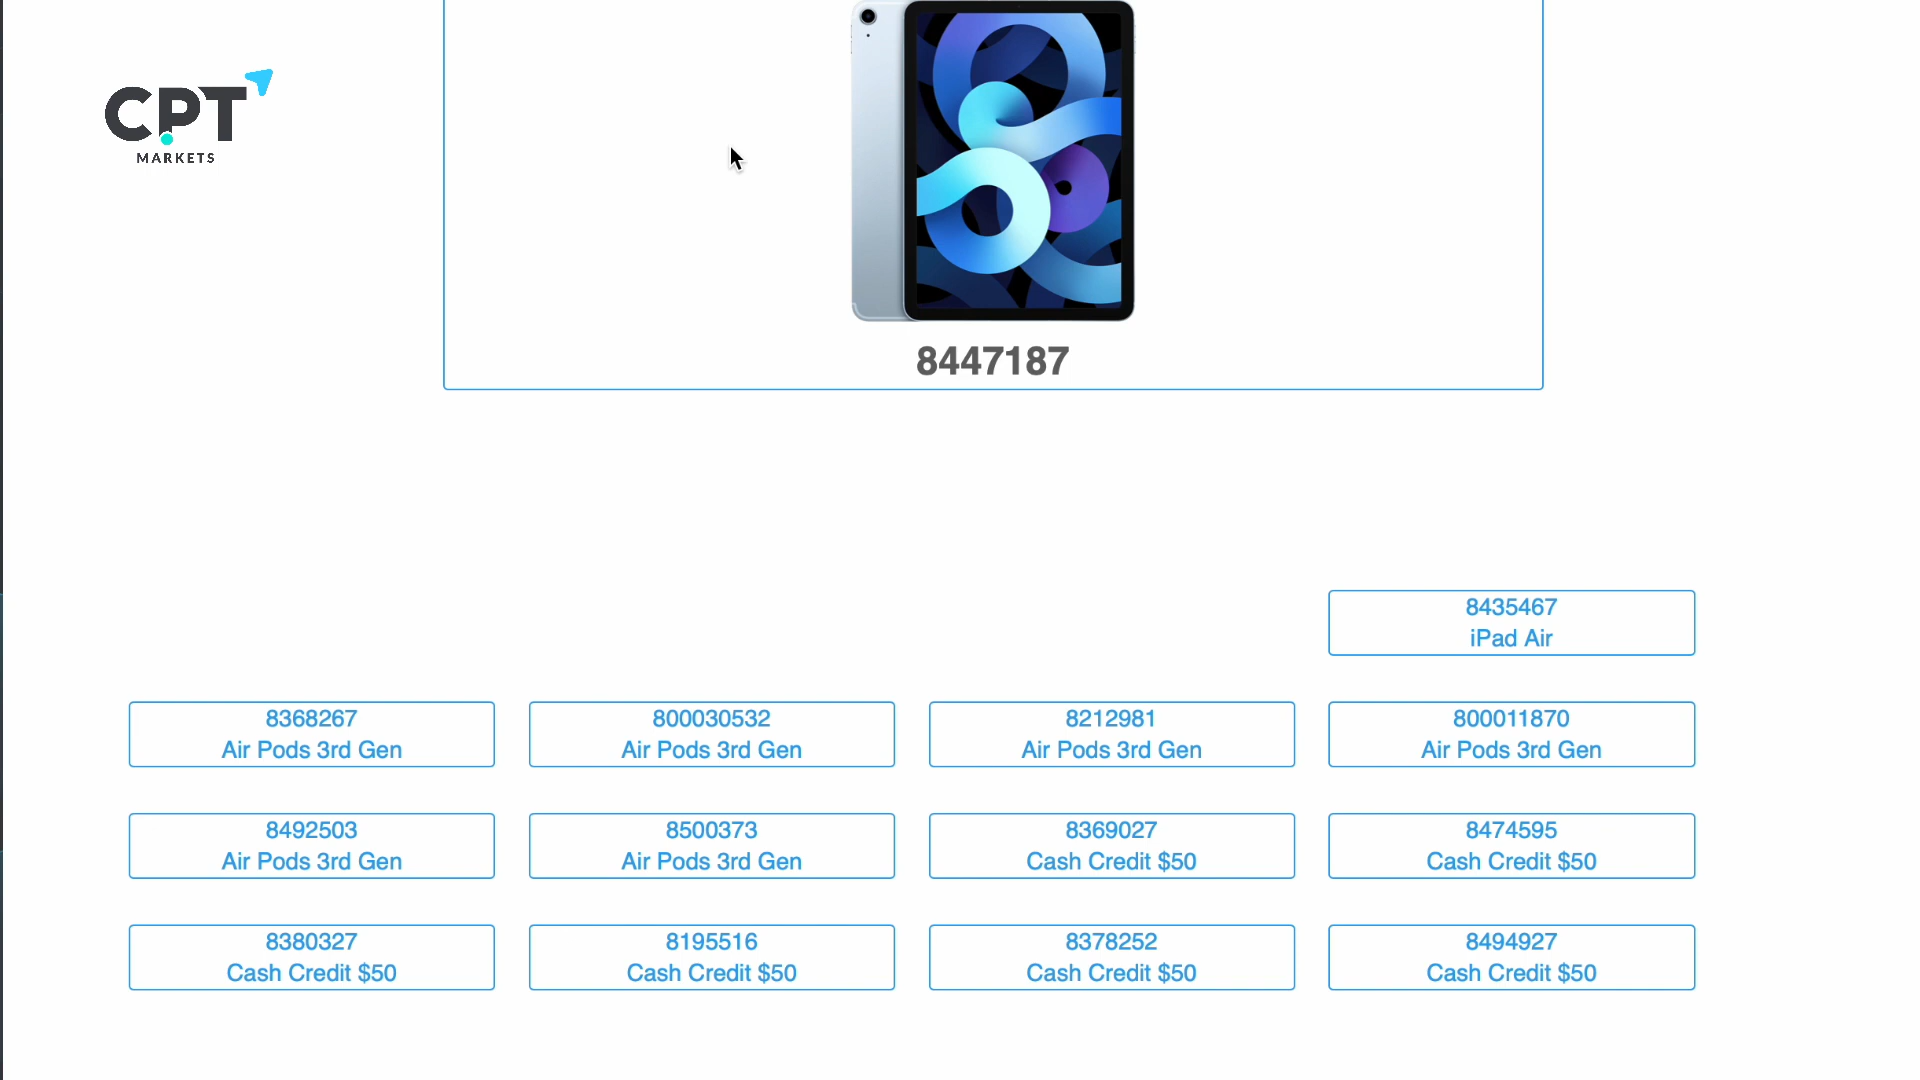 CPT
MARKETS
8447187
8435467
iPad Air
8368267
Air Pods 3rd Gen
800030532
Air Pods 3rd Gen
8212981
Air Pods 3rd Gen
800011870
Air Pods 3rd Gen
8492503
Air Pods 3rd Gen
8500373
Air Pods 3rd Gen
8369027
Cash Credit $50
8474595
Cash Credit $50
8380327
Cash Credit $50
8195516
Cash Credit $50
8378252
Cash Credit $50
8494927
Cash Credit $50